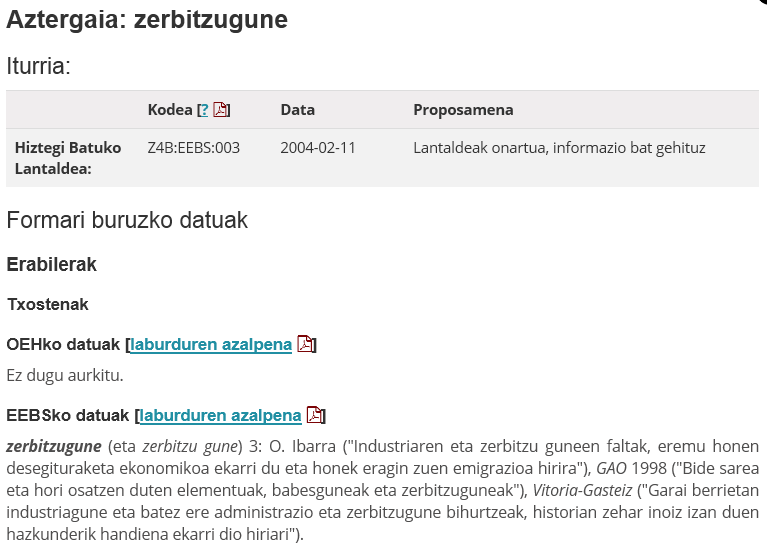 Aztergaia: zerbitzugune
Iturria:
Kodea [?] Data Proposamena
Hiztegi Batuko Lantaldea: Z4B:EEBS:003 2004-02-11 Lantaldeak onartua, informazio bat gehituz
Formari buruzko datuak
Erabilerak
Txostenak
OEHko datuak [laburduren azalpena]
Ez dugu aurkitu.
EEBSko datuak [laburduren azalpena]
zerbitzugune (eta zerbitzu gune) 3: O. Ibarra ("Industriaren eta zerbitzu guneen faltak, eremu honen
desegituraketa ekonomikoa ekarri du eta honek eragin zuen emigrazioa hirira"), GAO 1998 ("Bide sarea
eta hori osatzen duten elementuak, babesguneak eta zerbitzuguneak"), Vitoria-Gasteiz ("Garai berrietan
industriagune eta batez ere administrazio eta zerbitzugune bihurtzeak, historian zehar inoiz izan duen
hazkunderik handiena ekarri dio hiriari").